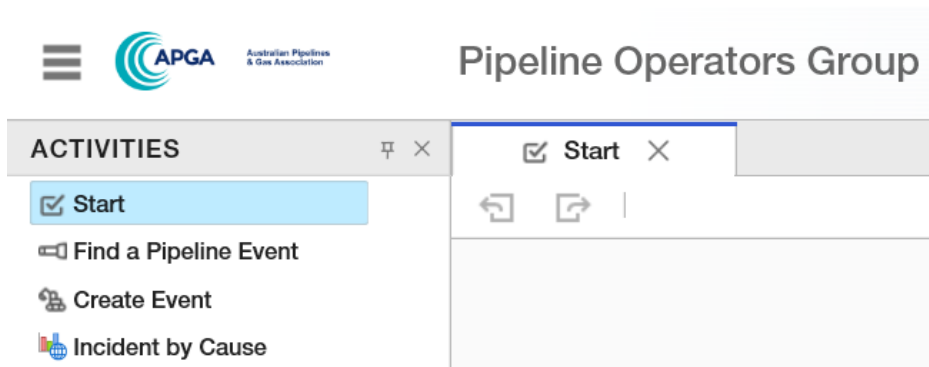 APGA
Australian Pipelines
& Gas Association
Pipeline Operators Group
ACTIVITIES
Start
Start
Find a Pipeline Event
Create Event
Incident by Cause